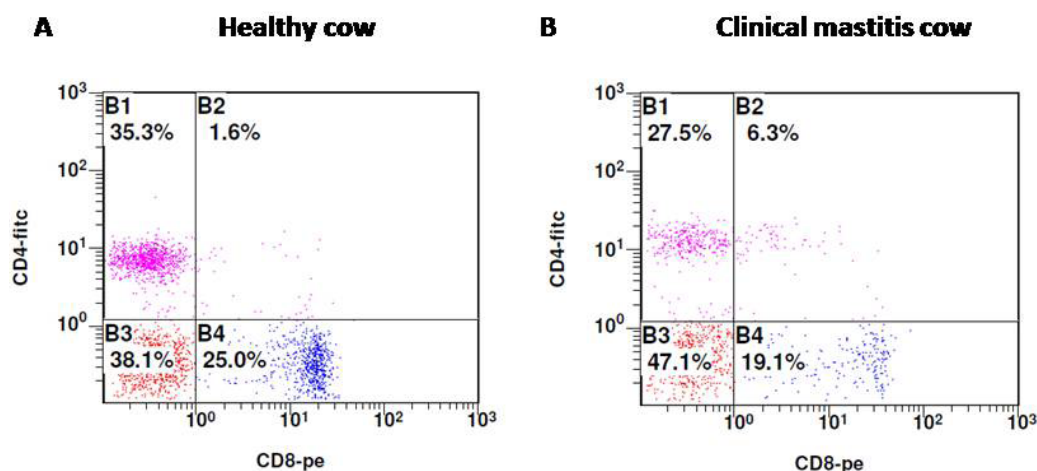 A Healthy cow
10³
10²
10¹
10⁰
CD4-fitc
B1
35.3%
B2
1.6%
B3
38.1%
B4
25.0%
10⁰ 10¹ 10² 10³
CD8-pe
B Clinical mastitis cow
10³
10²
10¹
10⁰
CD4-fitc
B1
27.5%
B2
6.3%
B3
47.1%
B4
19.1%
10⁰ 10¹ 10² 10³
CD8-pe